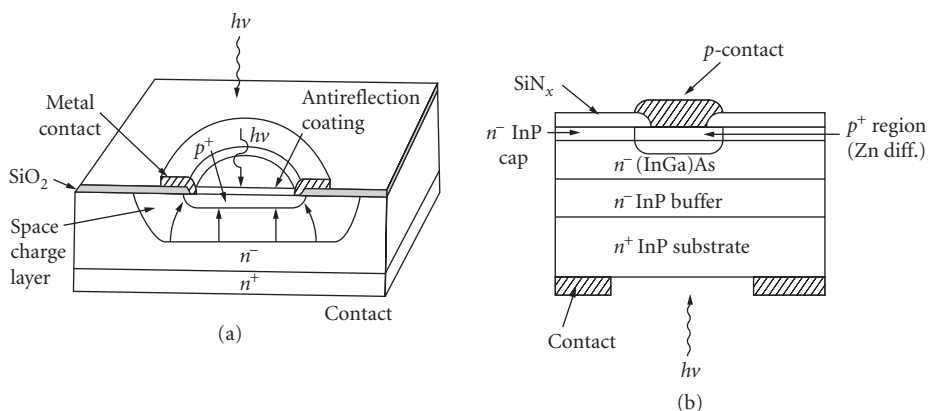 hν
Metal
contact
Antireflection
coating
p+
hν
SiO2
Space
charge
layer
n−
n+
Contact
(a)
p-contact
SiNx
n− InP
cap
p+ region
(Zn diff.)
n− (InGa)As
n− InP buffer
n+ InP substrate
Contact
hν
(b)